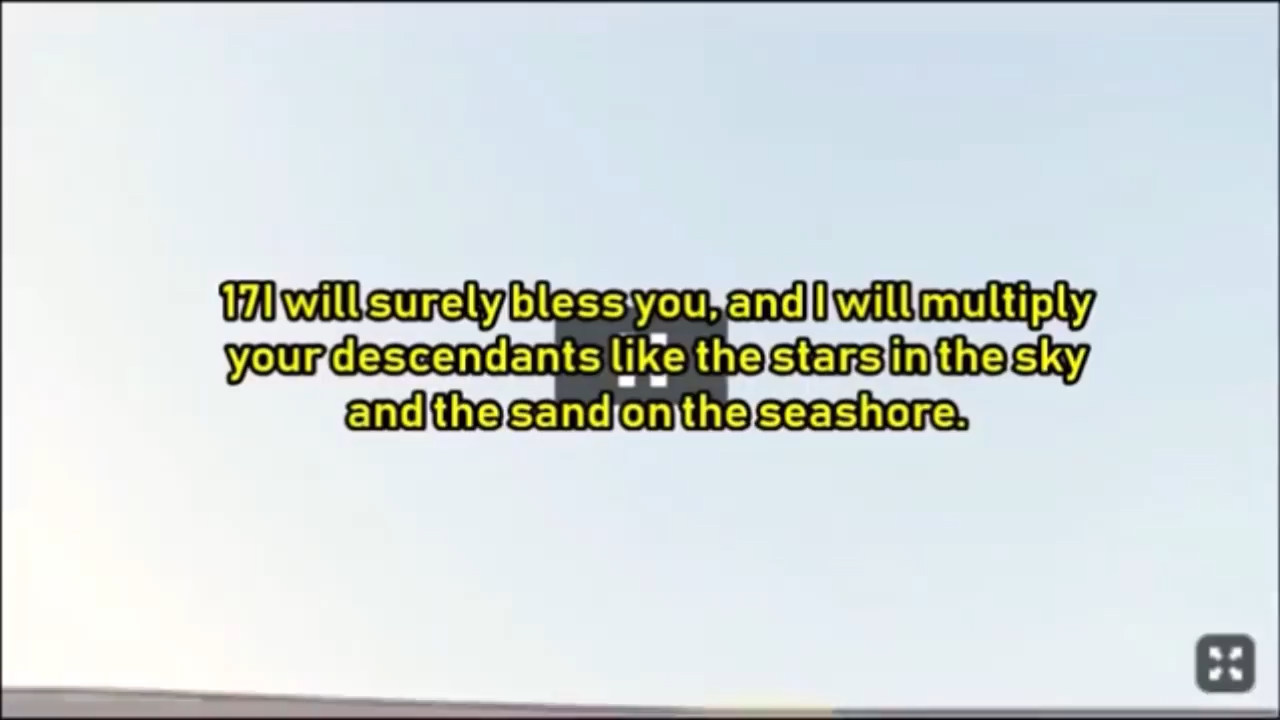 17I will surely bless you, and I will multiply
your descendants like the stars in the sky
and the sand on the seashore.